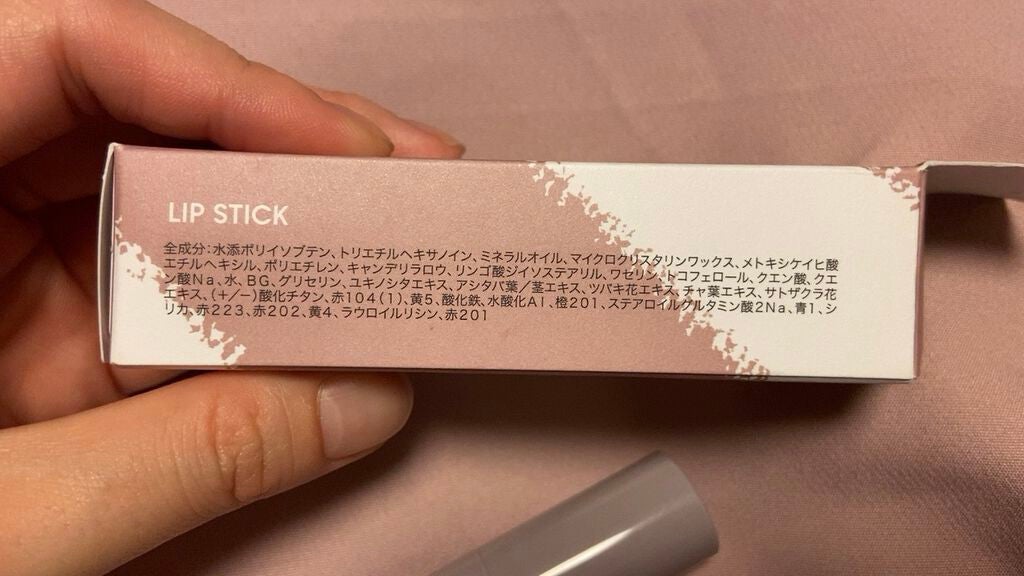 LIP STICK
全成分:水添ポリイソブテン、トリエチルヘキサノイン、ミネラルオイル、マイクロクリスタリンワックス、メトキシケイヒ酸
エチルヘキシル、ポリエチレン、キャンデリラロウ、リンゴ酸ジイソステアリル、ワセリン、トコフェロール、クエン酸、クエ
ン酸Na、水、BG、グリセリン、ユキノシタエキス、アシタバ葉/茎エキス、ツバキ花エキス、チャ葉エキス、サトザクラ花
エキス、(+/−)酸化チタン、赤104(1)、黄5、酸化鉄、水酸化Al、橙201、ステアロイルグルタミン酸2Na、青1、シ
リカ、赤223、赤202、黄4、ラウロイルリシン、赤201